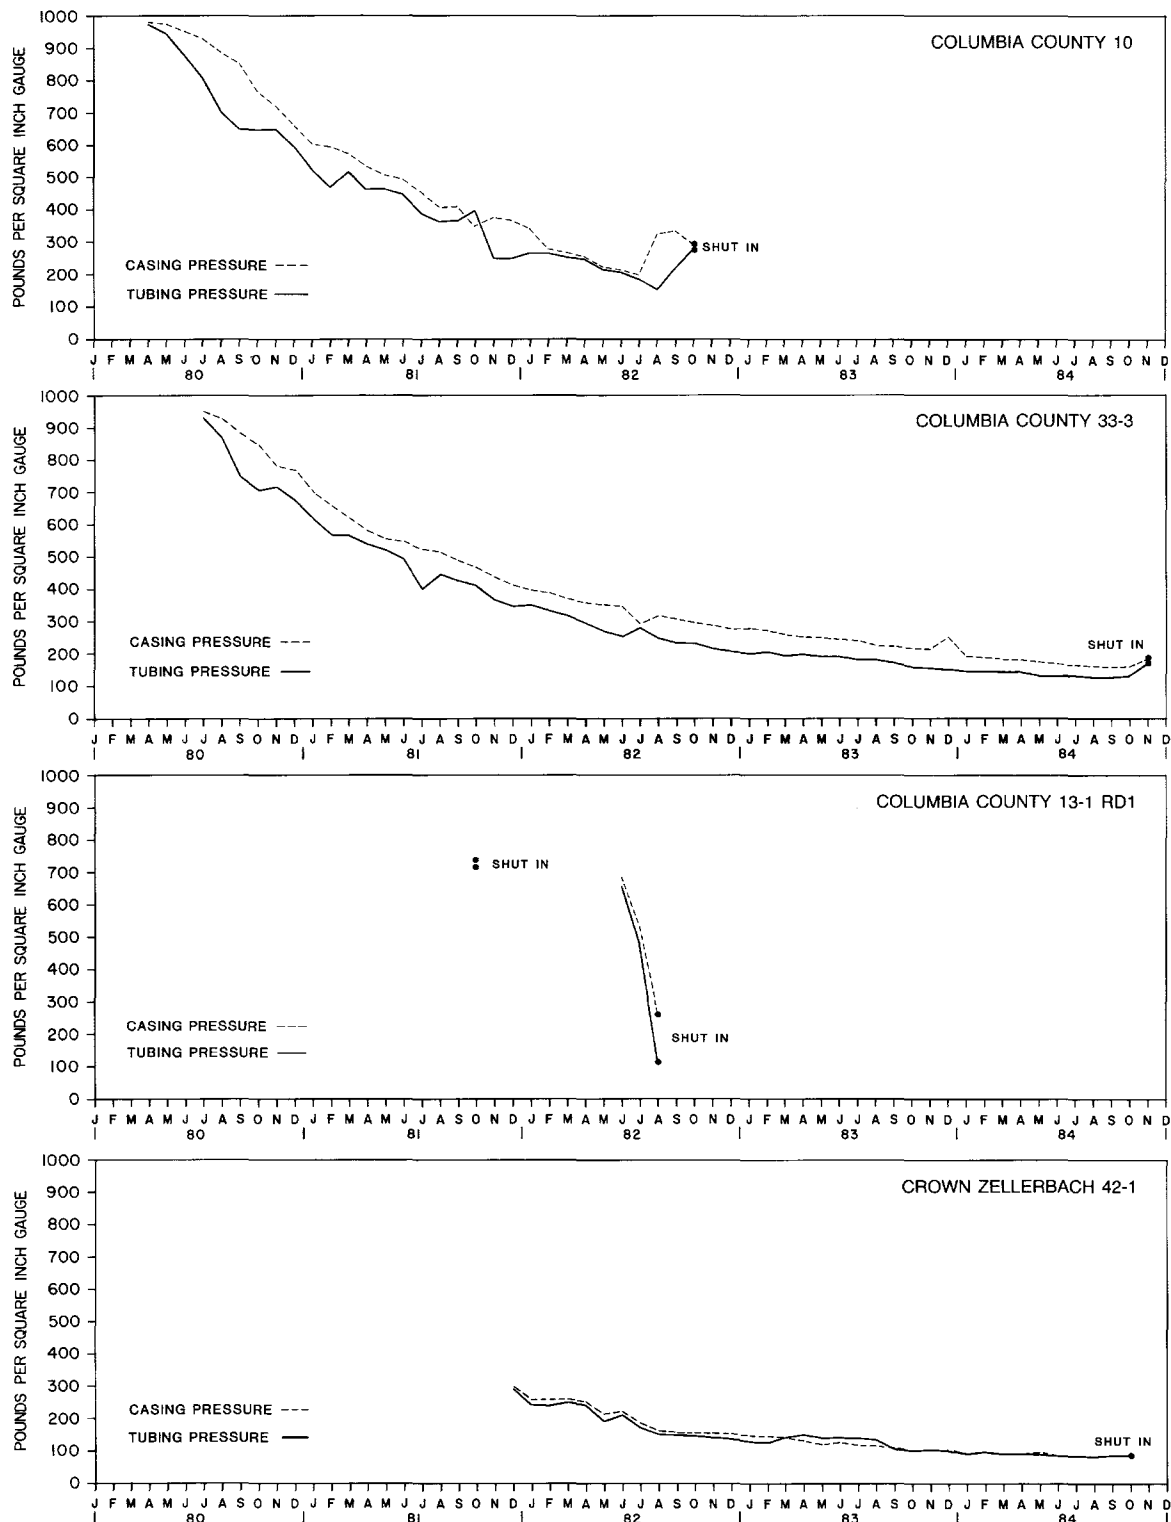 COLUMBIA COUNTY 10
POUNDS PER SQUARE INCH GAUGE
1000
900
800
700
600
500
400
300
200
100
0
SHUT IN
CASING PRESSURE
TUBING PRESSURE
J F M A M J J A S O N D J F M A M J J A S O N D J F M A M J J A S O N D J F M A M J J A S O N D J F M A M J J A S O N D
80 81 82 83 84
COLUMBIA COUNTY 33-3
POUNDS PER SQUARE INCH GAUGE
1000
900
800
700
600
500
400
300
200
100
0
CASING PRESSURE
TUBING PRESSURE
SHUT IN
J F M A M J J A S O N D J F M A M J J A S O N D J F M A M J J A S O N D J F M A M J J A S O N D J F M A M J J A S O N D
80 81 82 83 84
COLUMBIA COUNTY 13-1 RD1
POUNDS PER SQUARE INCH GAUGE
1000
900
800
700
600
500
400
300
200
100
0
SHUT IN
CASING PRESSURE
TUBING PRESSURE
SHUT IN
J F M A M J J A S O N D J F M A M J J A S O N D J F M A M J J A S O N D J F M A M J J A S O N D J F M A M J J A S O N D
80 81 82 83 84
CROWN ZELLERBACH 42-1
POUNDS PER SQUARE INCH GAUGE
1000
900
800
700
600
500
400
300
200
100
0
CASING PRESSURE
TUBING PRESSURE
SHUT IN
J F M A M J J A S O N D J F M A M J J A S O N D J F M A M J J A S O N D J F M A M J J A S O N D J F M A M J J A S O N D
80 81 82 83 84